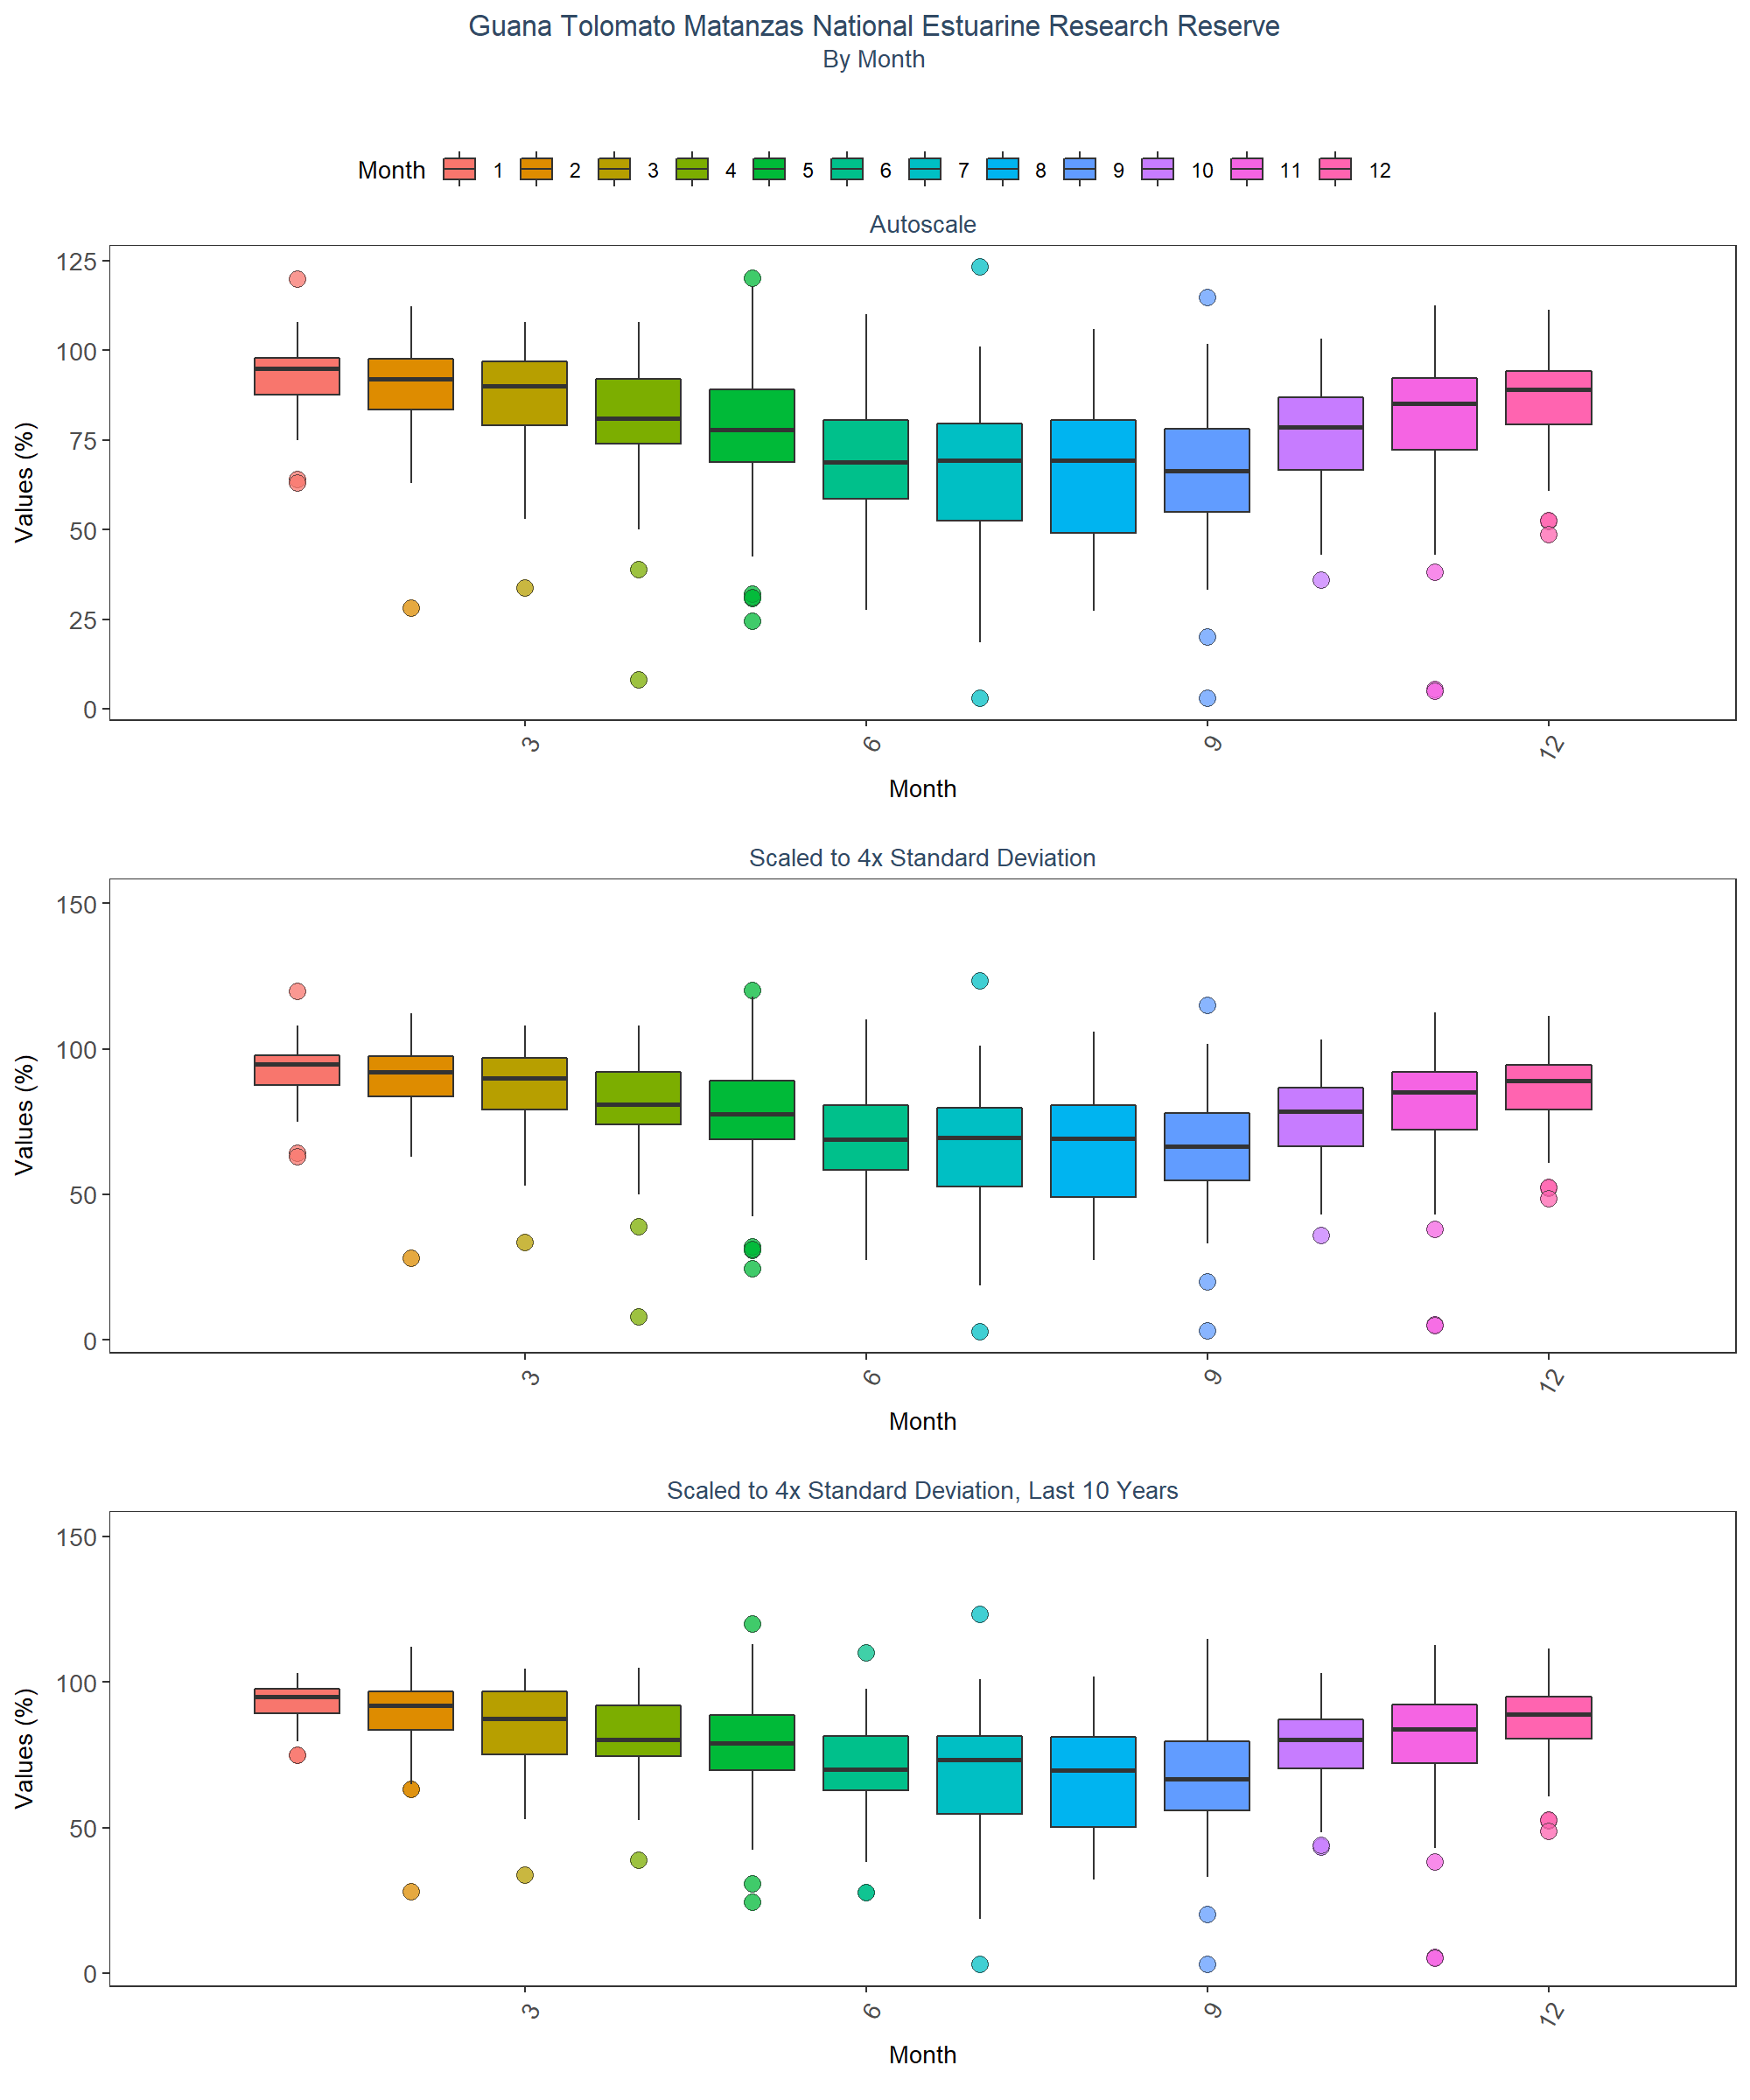 Guana Tolomato Matanzas National Estuarine Research Reserve
By Month
Month 1 2 3 4 5 6 7 8 9 10 11 12
Autoscale
125
100
75
50
25
0
Values (%)
3 6 9 12
Month
Scaled to 4x Standard Deviation
150
100
50
0
Values (%)
3 6 9 12
Month
Scaled to 4x Standard Deviation, Last 10 Years
150
100
50
0
Values (%)
3 6 9 12
Month